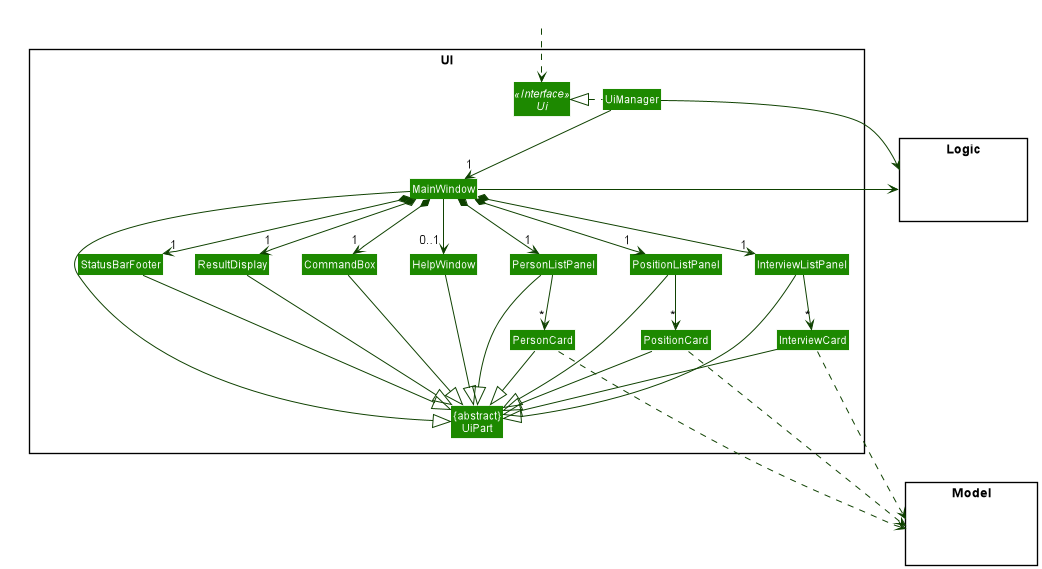 UI
«Interface»
Ui
UiManager
Logic
1
MainWindow
1
1
1
0..1
1
1
1
StatusBarFooter
ResultDisplay
CommandBox
HelpWindow
PersonListPanel
PositionListPanel
InterviewListPanel
*
*
*
PersonCard
PositionCard
InterviewCard
{abstract}
UiPart
Model